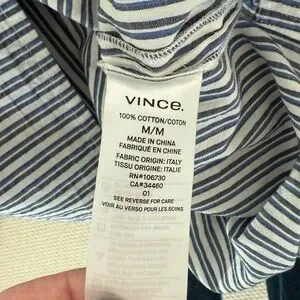 VINCE.
100% COTTON/COTON
M/M
MADE IN CHINA
FABRIQUÉ EN CHINE
FABRIC ORIGIN: ITALY
TISSU ORIGINE: ITALIE
RN#106730
CA#34460
01
SEE REVERSE FOR CARE
VOIR AU VERSO POUR LES SOINS